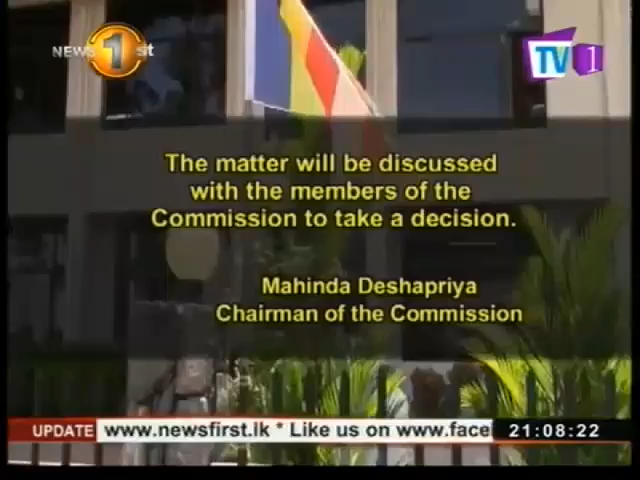 NEWS 1st
TV 1
The matter will be discussed
with the members of the
Commission to take a decision.
Mahinda Deshapriya
Chairman of the Commission
UPDATE www.newsfirst.lk * Like us on www.face 21:08:22